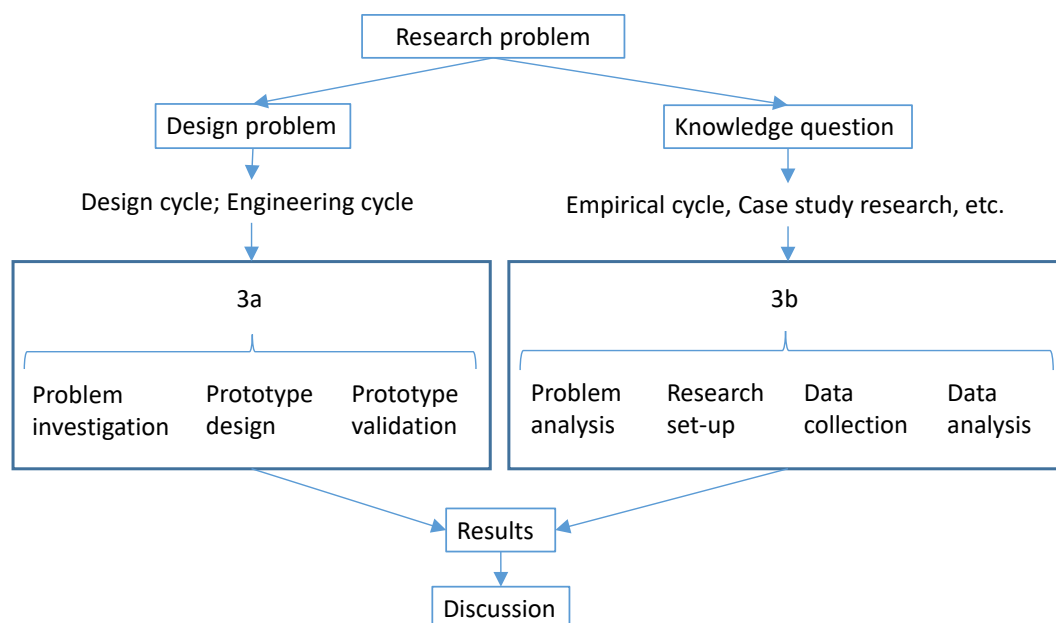 Research problem
Design problem
Knowledge question
Design cycle; Engineering cycle
Empirical cycle, Case study research, etc.
3a
3b
Problem
investigation
Prototype
design
Prototype
validation
Problem
analysis
Research
set-up
Data
collection
Data
analysis
Results
Discussion